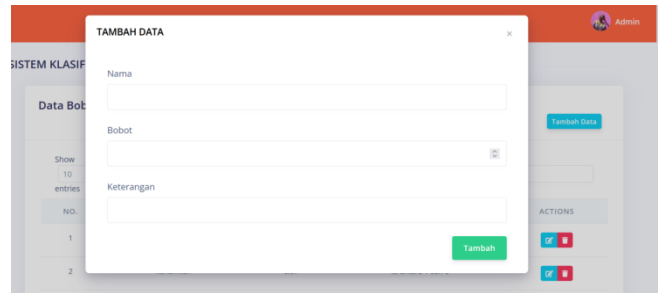 Admin
TAMBAH DATA
×
SISTEM KLASIF
Nama
Data Bob
Tambah Data
Bobot
Show
10
entries
Keterangan
NO.
ACTIONS
1
Tambah
2